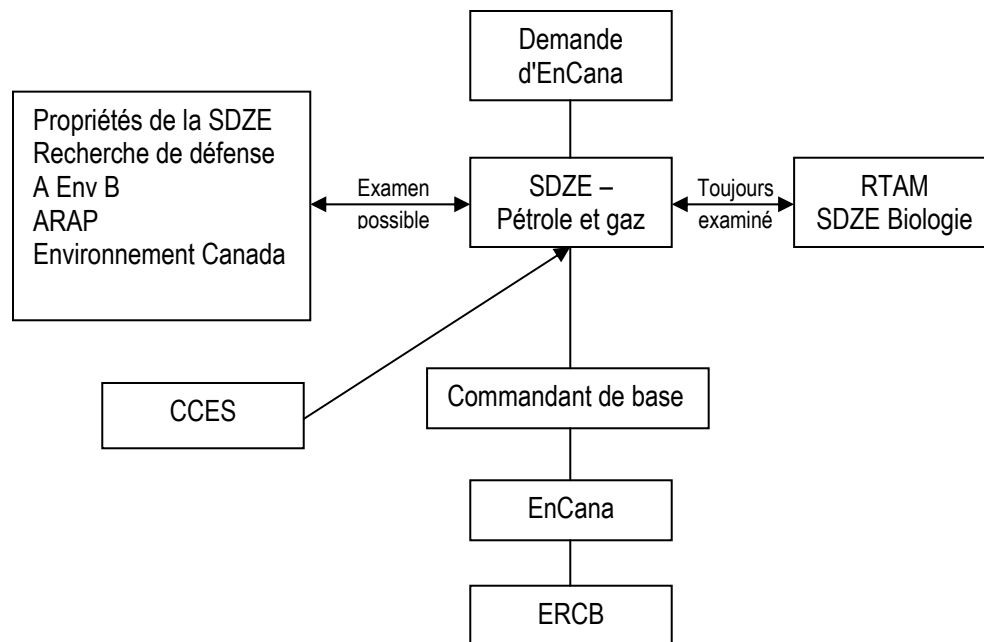 Demande
d'EnCana
Propriétés de la SDZE
Recherche de défense
A Env B
ARAP
Environnement Canada
Examen
possible
SDZE –
Pétrole et gaz
Toujours
examiné
RTAM
SDZE Biologie
CCES
Commandant de base
EnCana
ERCB